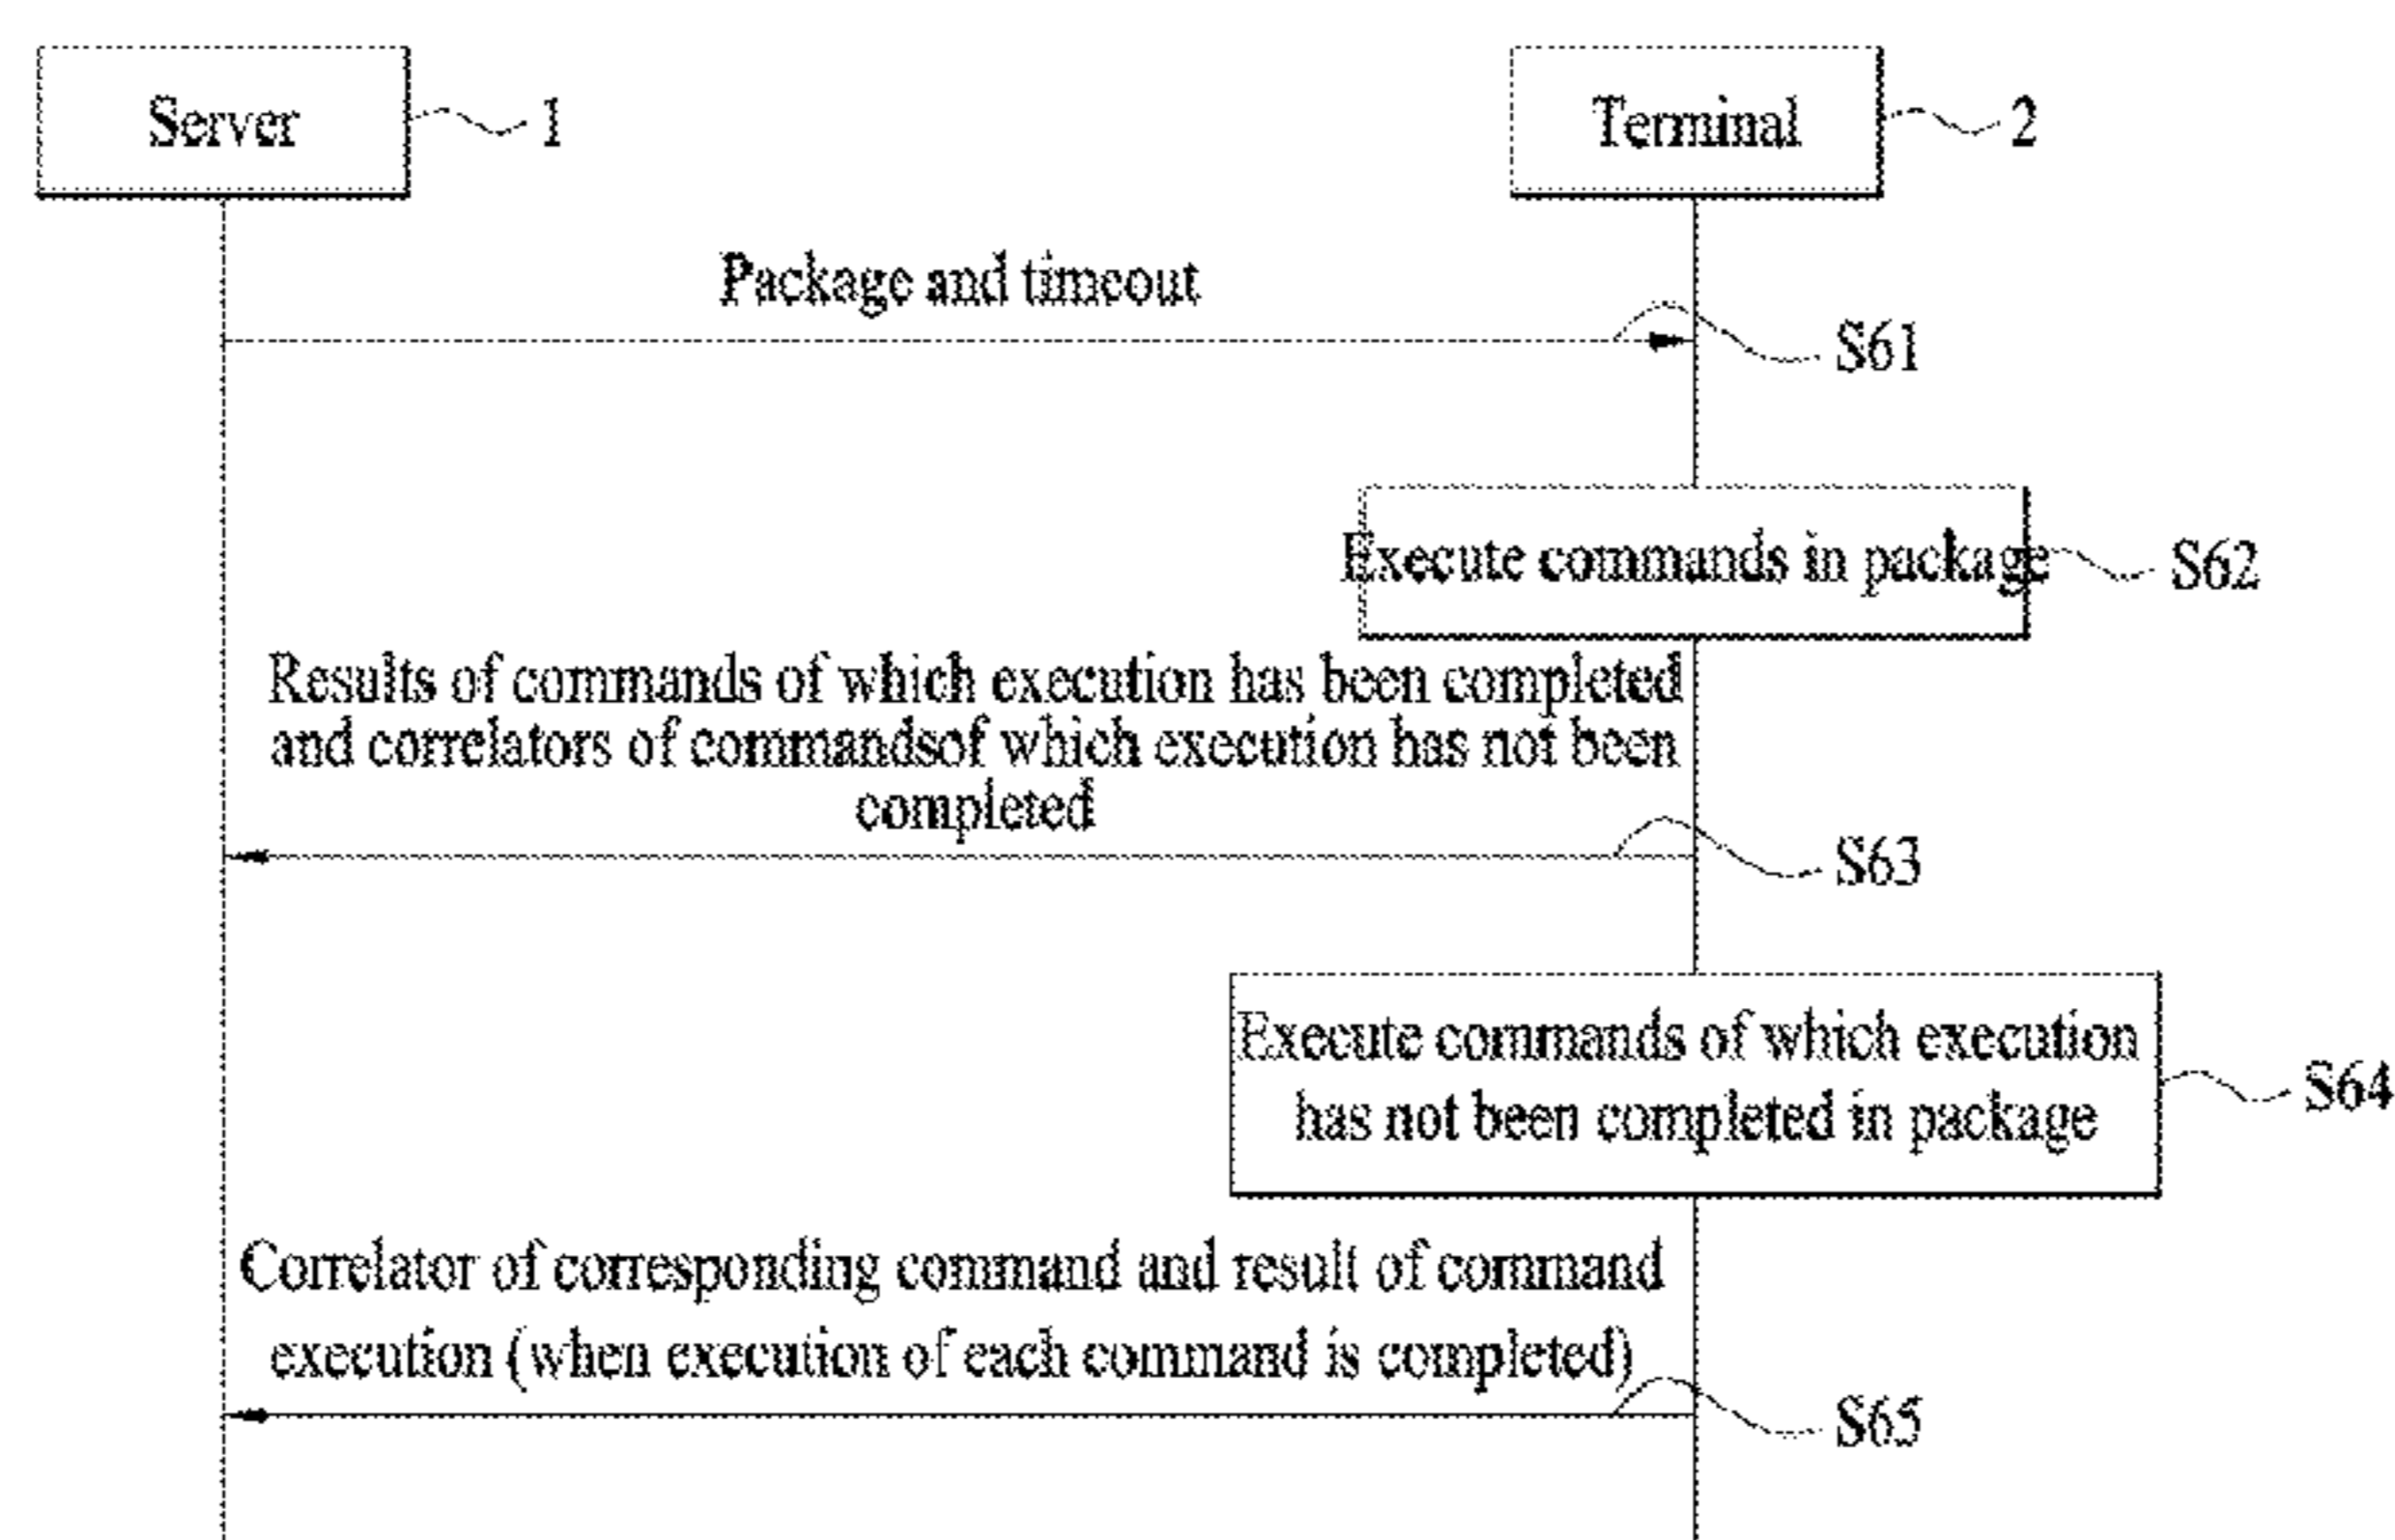 Server
1
Terminal
2
Package and timeout
S61
Execute commands in package
S62
Results of commands of which execution has been completed
and correlators of commandsof which execution has not been
completed
S63
Execute commands of which execution
has not been completed in package
S64
Correlator of corresponding command and result of command
execution (when execution of each command is completed)
S65